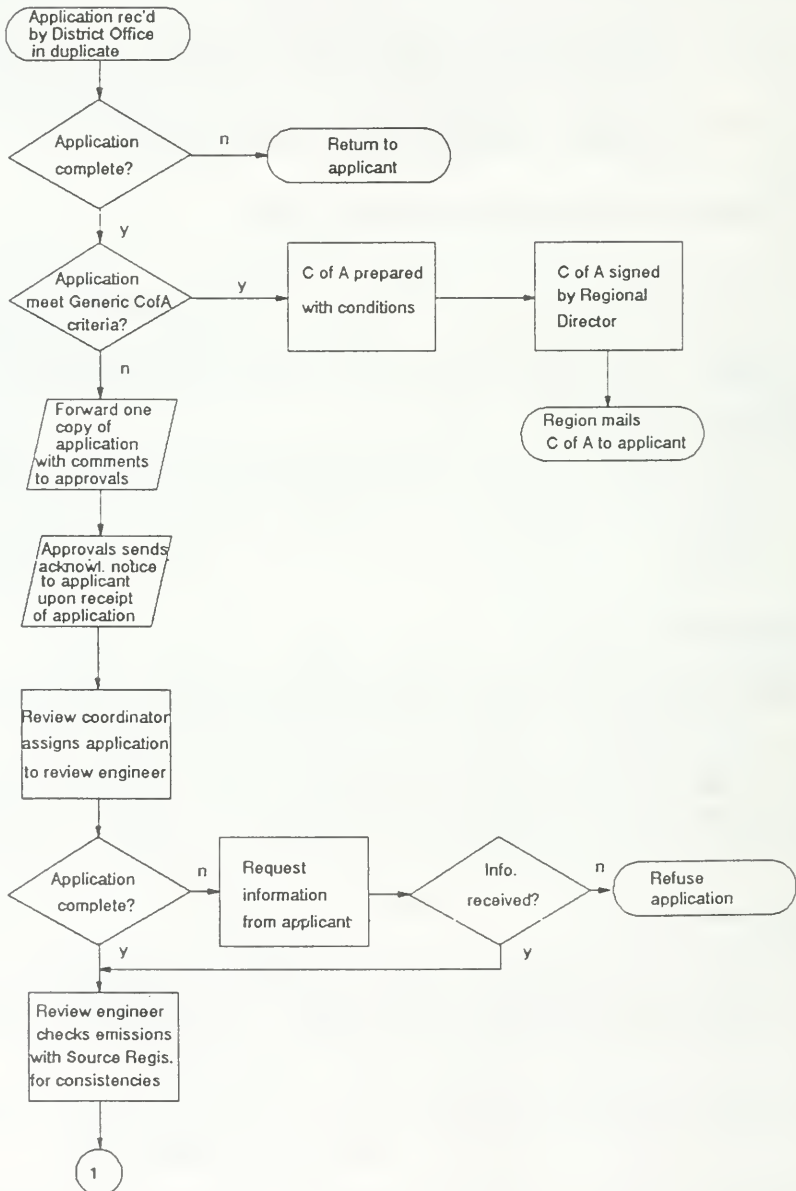 Application rec'd
by District Office
in duplicate
Application
complete?
n
Return to
applicant
y
Application
meet Generic CofA
criteria?
y
C of A prepared
with conditions
C of A signed
by Regional
Director
n
Region mails
C of A to applicant
Forward one
copy of
application
with comments
to approvals
Approvals sends
acknowl. notice
to applicant
upon receipt
of application
Review coordinator
assigns application
to review engineer
Application
complete?
n
Request
information
from applicant
Info.
received?
n
Refuse
application
y
y
Review engineer
checks emissions
with Source Regis.
for consistencies
1